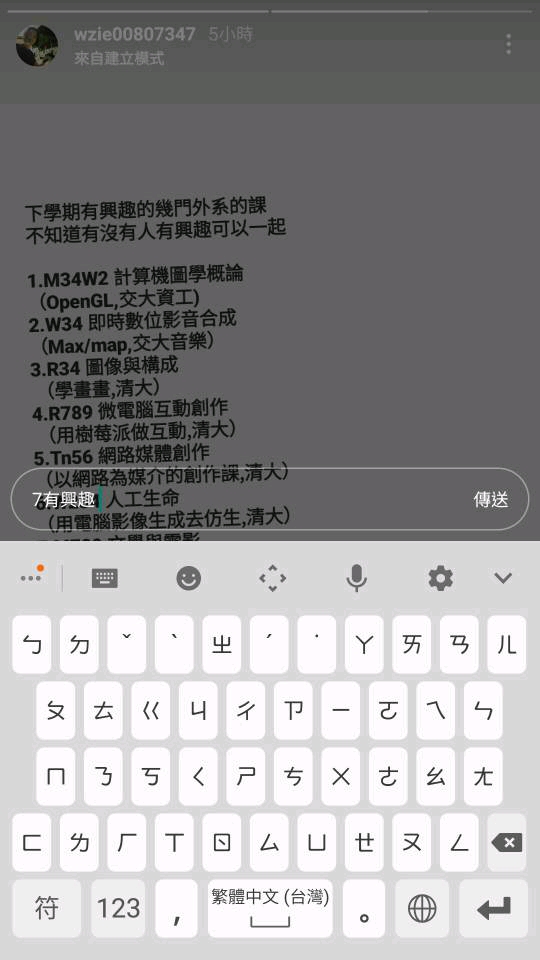 wzie00807347 5小時
來自建立模式
下學期有興趣的幾門外系的課
不知道有沒有人有興趣可以一起
1.M34W2 計算機圖學概論
（OpenGL,交大資工)
2.W34 即時數位影音合成
（Max/map,交大音樂）
3.R34 圖像與構成
（學畫畫,清大）
4.R789 微電腦互動創作
（用樹莓派做互動,清大）
5.Tn56 網路媒體創作
（以網路為媒介的創作課,清大）
人工生命
7有興趣 傳送
（用電腦影像生成去仿生,清大）
ㄅ ㄉ ˇ ˋ ㄓ ˊ ˙ ㄚ ㄞ ㄢ ㄦ
ㄆ ㄊ ㄍ ㄐ ㄔ ㄗ ㄧ ㄛ ㄟ ㄣ
ㄇ ㄋ ㄎ ㄑ ㄕ ㄘ ㄨ ㄜ ㄠ ㄤ
ㄈ ㄌ ㄏ ㄒ ㄖ ㄙ ㄩ ㄝ ㄡ ㄥ
符 123 , 繁體中文 (台灣) 。